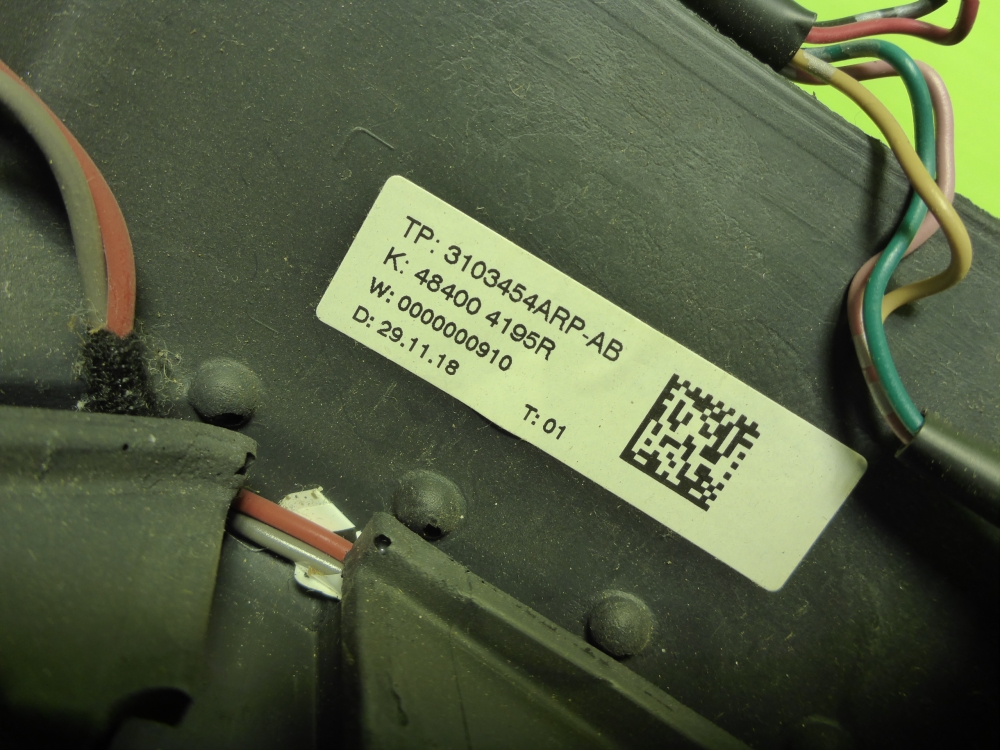 TP: 3103454ARP-AB
K: 48400 4195R
W: 0000000910
D: 29.11.18
T: 01